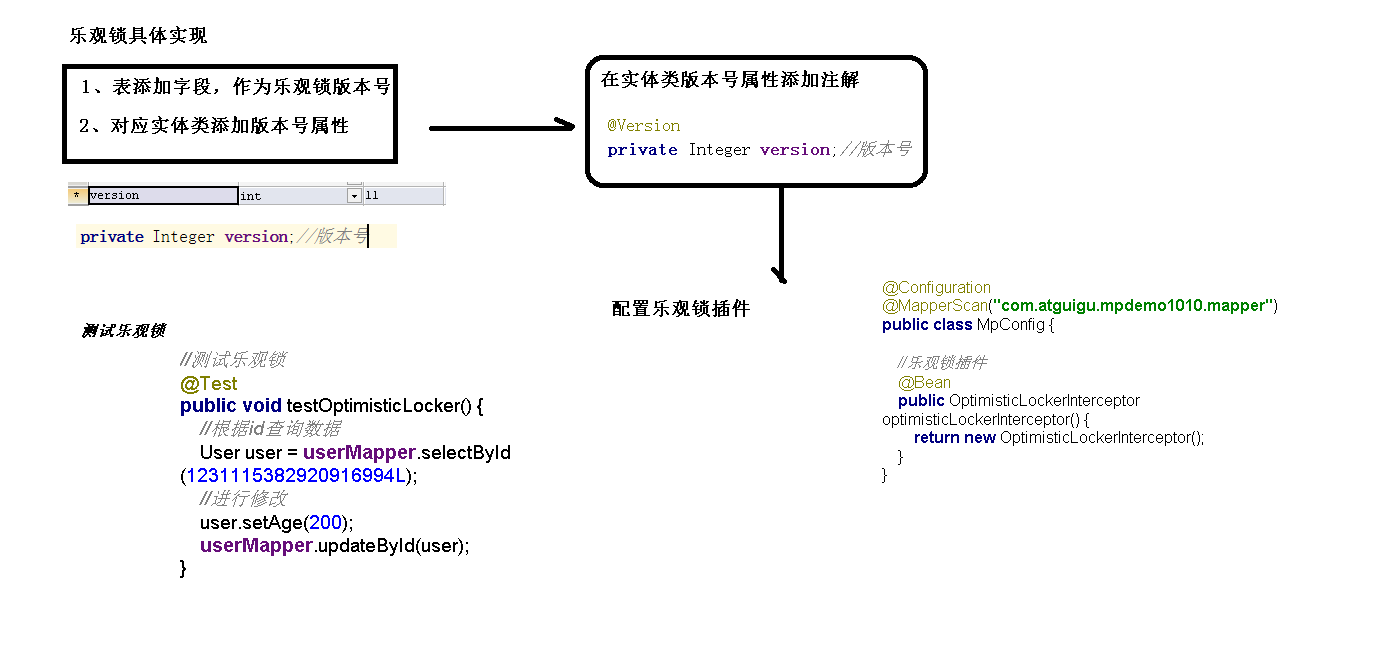 乐观锁具体实现
1、表添加字段，作为乐观锁版本号
2、对应实体类添加版本号属性
* version int 11
private Integer version;//版本号
在实体类版本号属性添加注解
@Version
private Integer version;//版本号
配置乐观锁插件
@Configuration
@MapperScan("com.atguigu.mpdemo1010.mapper")
public class MpConfig {
//乐观锁插件
@Bean
public OptimisticLockerInterceptor
optimisticLockerInterceptor() {
return new OptimisticLockerInterceptor();
}
}
测试乐观锁
//测试乐观锁
@Test
public void testOptimisticLocker() {
//根据id查询数据
User user = userMapper.selectById
(1231115382920916994L);
//进行修改
user.setAge(200);
userMapper.updateById(user);
}